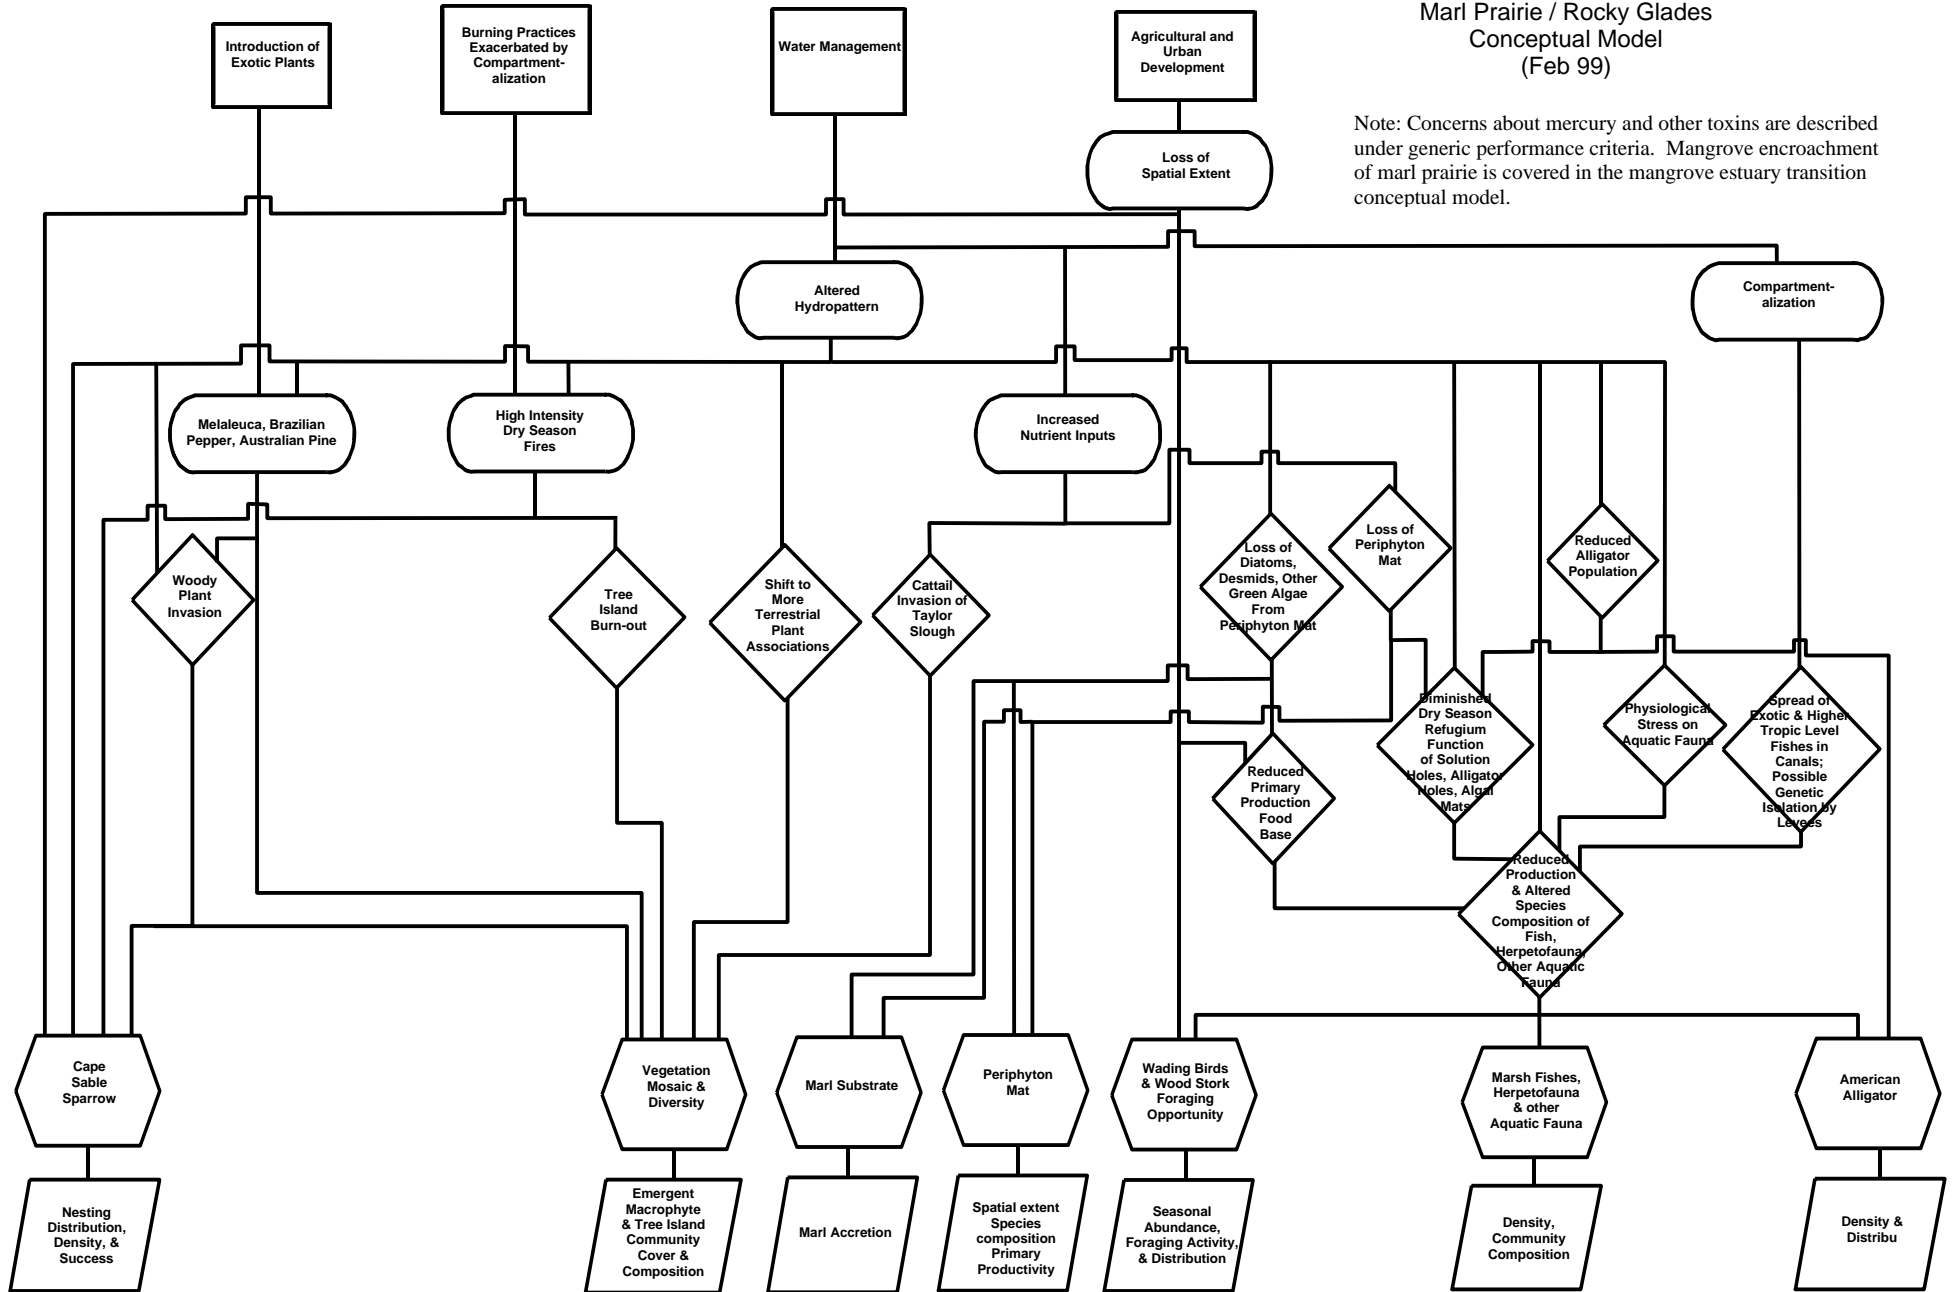 Marl Prairie / Rocky Glades
Conceptual Model
(Feb 99)
Note: Concerns about mercury and other toxins are described
under generic performance criteria. Mangrove encroachment
of marl prairie is covered in the mangrove estuary transition
conceptual model.
Introduction of
Exotic Plants
Burning Practices
Exacerbated by
Compartment-
alization
Water Management
Agricultural and
Urban
Development
Loss of
Spatial Extent
Altered
Hydropattern
Compartment-
alization
Melaleuca, Brazilian
Pepper, Australian Pine
High Intensity
Dry Season
Fires
Increased
Nutrient Inputs
Woody
Plant
Invasion
Tree
Island
Burn-out
Shift to
More
Terrestrial
Plant
Associations
Cattail
Invasion of
Taylor
Slough
Loss of
Diatoms,
Desmids, Other
Green Algae
From
Periphyton Mat
Loss of
Periphyton
Mat
Reduced
Alligator
Population
Diminished
Dry Season
Refugium
Function
of Solution
Holes, Alligator
Holes, Algal
Mats
Physiological
Stress on
Aquatic Fauna
Spread of
Exotic & Higher
Tropic Level
Fishes in
Canals;
Possible
Genetic
Isolation by
Levees
Reduced
Primary
Production
Food
Base
Reduced
Production
& Altered
Species
Composition of
Fish,
Herpetofauna,
Other Aquatic
Fauna
Cape
Sable
Sparrow
Vegetation
Mosaic &
Diversity
Marl Substrate
Periphyton
Mat
Wading Birds
& Wood Stork
Foraging
Opportunity
Marsh Fishes,
Herpetofauna
& other
Aquatic Fauna
American
Alligator
Nesting
Distribution,
Density, &
Success
Emergent
Macrophyte
& Tree Island
Community
Cover &
Composition
Marl Accretion
Spatial extent
Species
composition
Primary
Productivity
Seasonal
Abundance,
Foraging Activity,
& Distribution
Density,
Community
Composition
Density &
Distribu